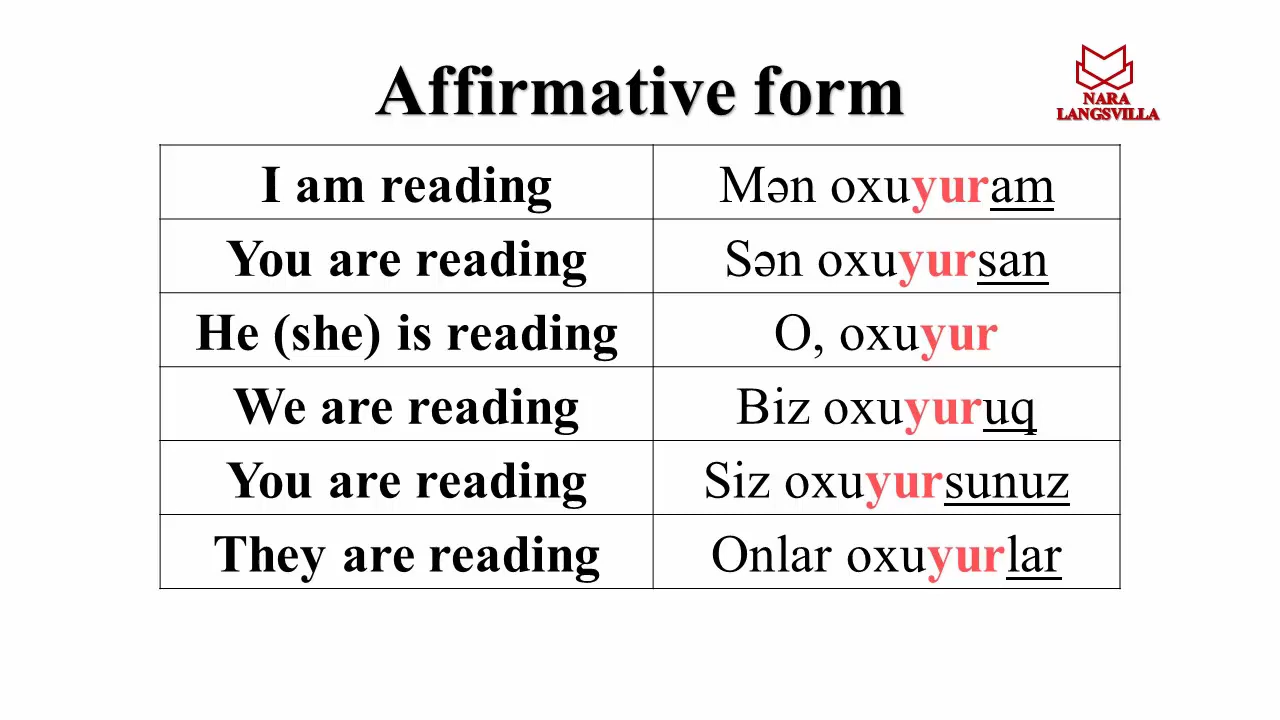 Affirmative form
NARA
LANGSVILLA
I am reading Mən oxuyuram
You are reading Sən oxuyursan
He (she) is reading O, oxuyur
We are reading Biz oxuyuruq
You are reading Siz oxuyursunuz
They are reading Onlar oxuyurlar